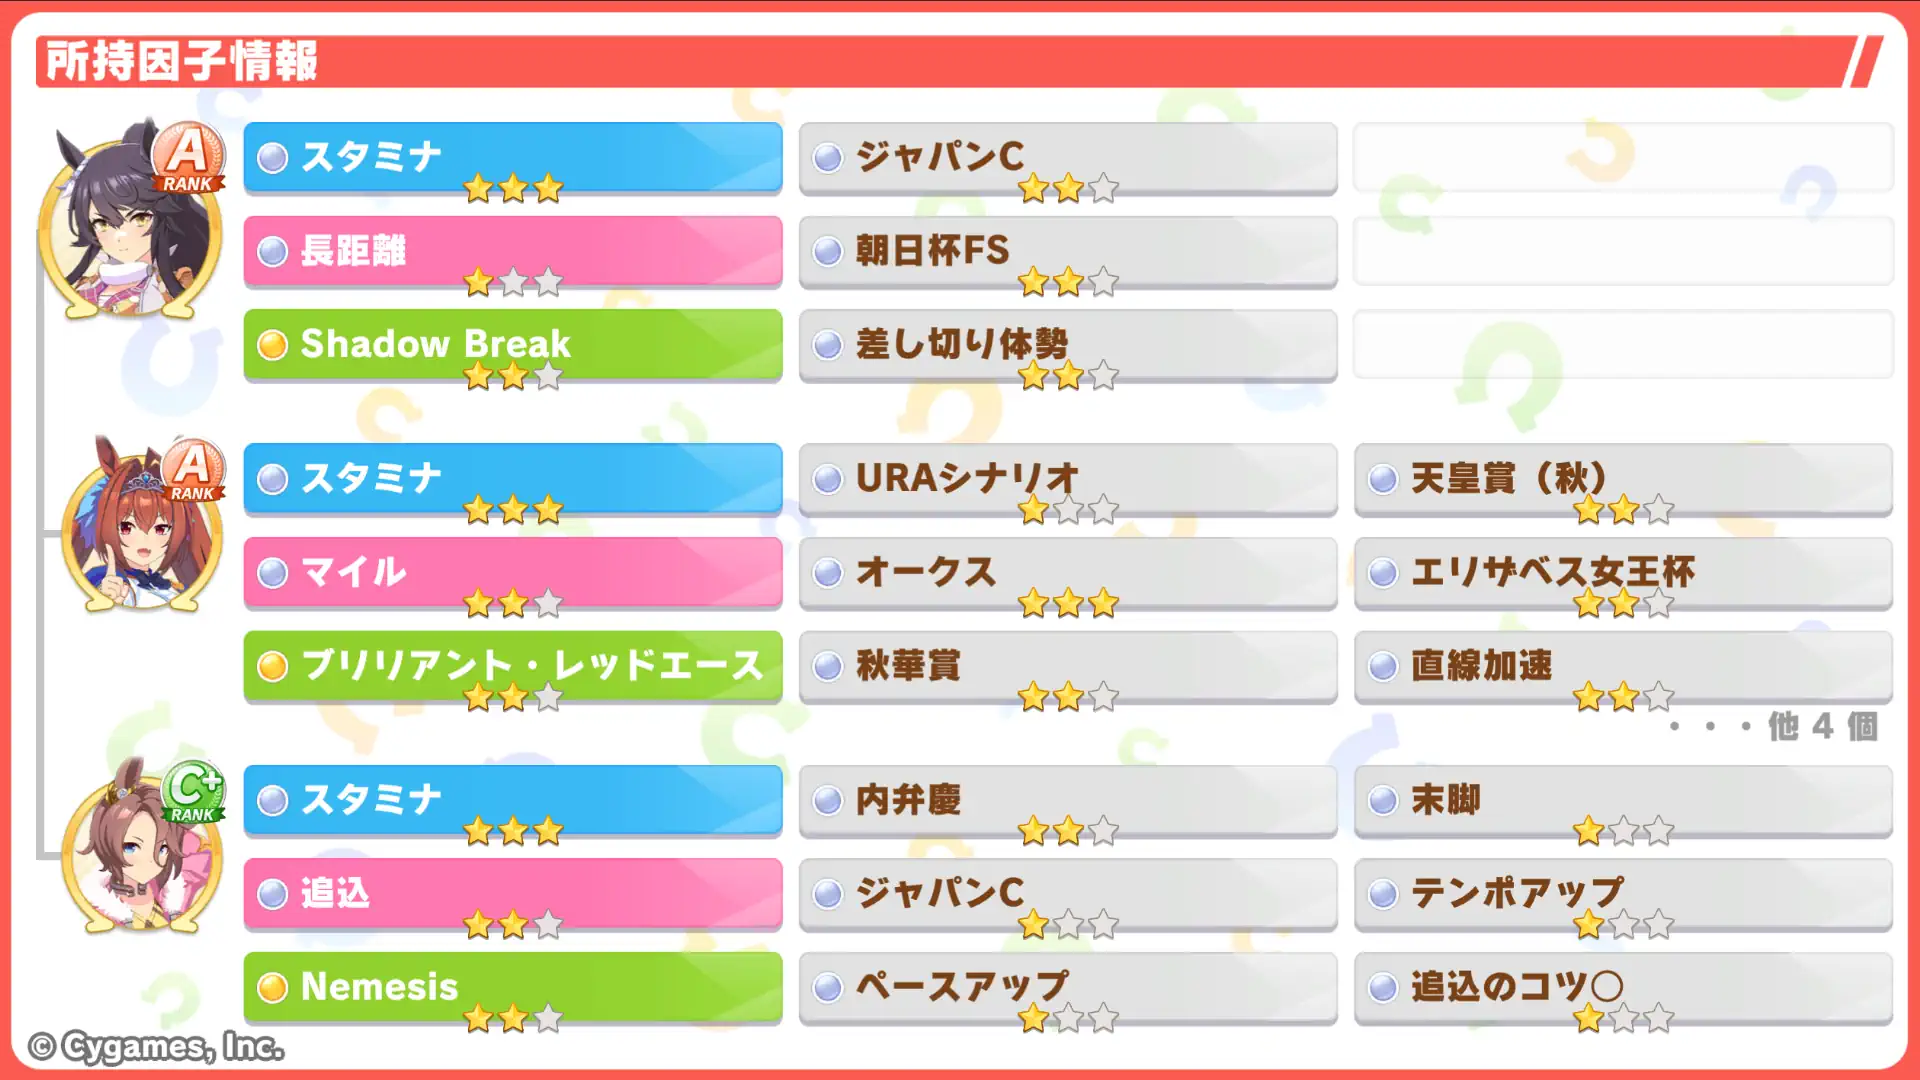 所持因子情報
A
RANK
スタミナ
ジャパンC
長距離
朝日杯FS
Shadow Break
差し切り体勢
A
RANK
スタミナ
URAシナリオ
天皇賞（秋）
マイル
オークス
エリザベス女王杯
ブリリアント・レッドエース
秋華賞
直線加速
・・・他４個
C+
RANK
スタミナ
内弁慶
末脚
追込
ジャパンC
テンポアップ
Nemesis
ペースアップ
追込のコツ○
© Cygames, Inc.